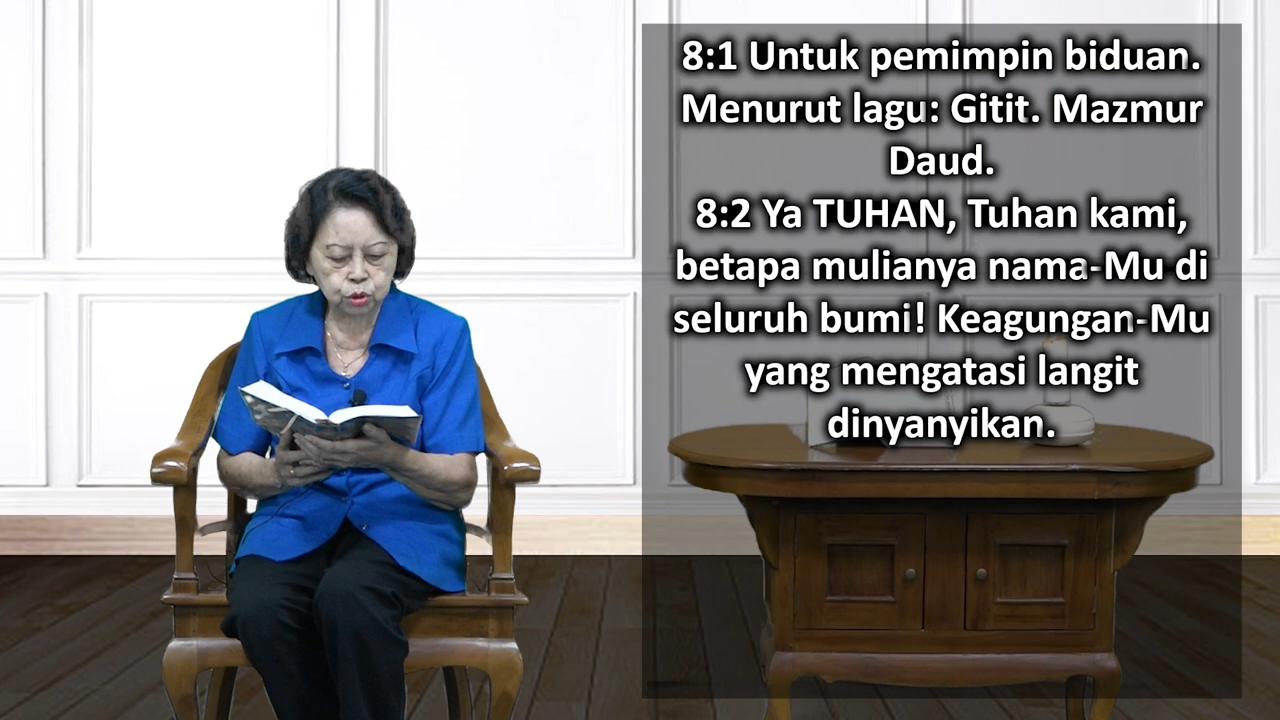 8:1 Untuk pemimpin biduan.
Menurut lagu: Gitit. Mazmur
Daud.
8:2 Ya TUHAN, Tuhan kami,
betapa mulianya nama-Mu di
seluruh bumi! Keagungan-Mu
yang mengatasi langit
dinyanyikan.